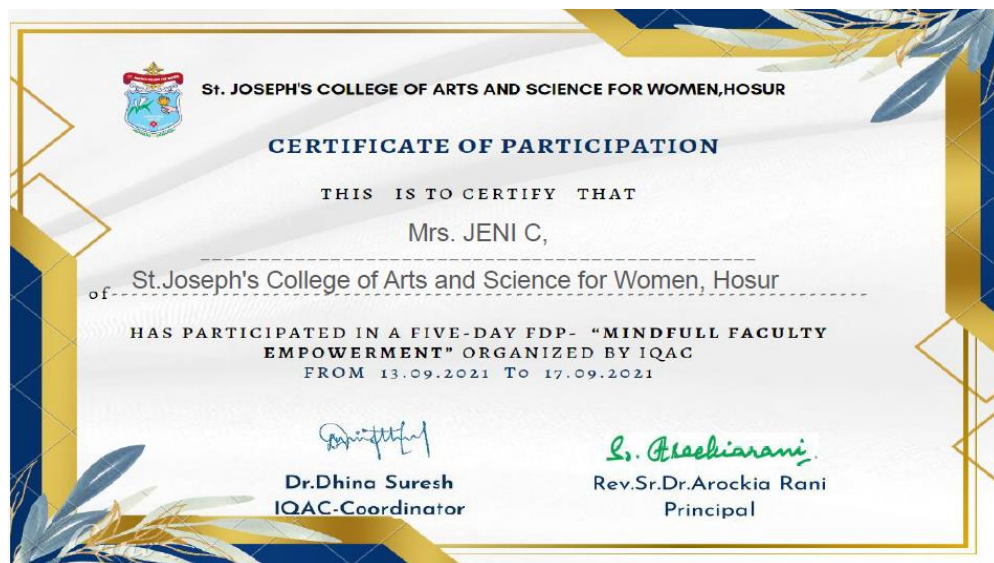 St. JOSEPH'S COLLEGE OF ARTS AND SCIENCE FOR WOMEN,HOSUR
CERTIFICATE OF PARTICIPATION
THIS IS TO CERTIFY THAT
Mrs. JENI C,
of St.Joseph's College of Arts and Science for Women, Hosur
HAS PARTICIPATED IN A FIVE-DAY FDP- “MINDFULL FACULTY
EMPOWERMENT” ORGANIZED BY IQAC
FROM 13.09.2021 TO 17.09.2021
Dr.Dhina Suresh
IQAC-Coordinator
Rev.Sr.Dr.Arockia Rani
Principal